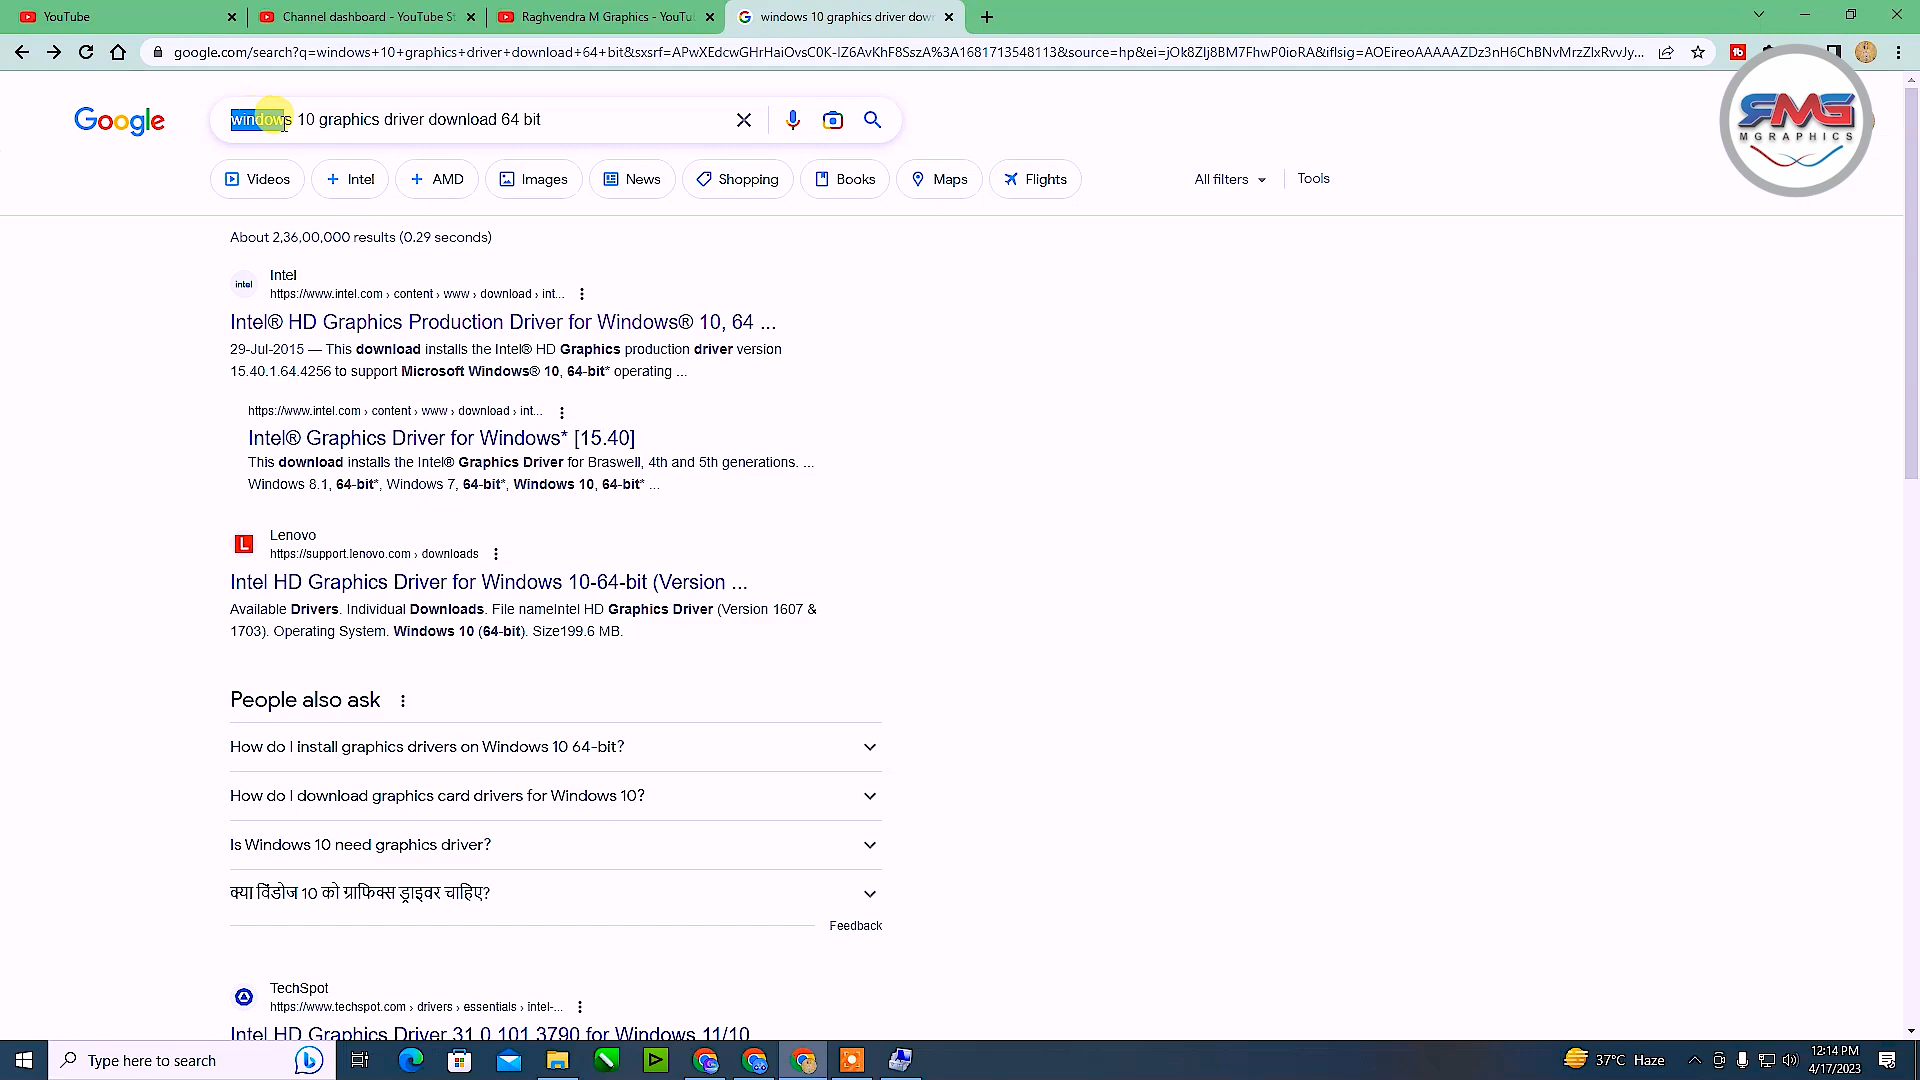 YouTube
Channel dashboard - YouTube St
Raghvendra M Graphics - YouTu
windows 10 graphics driver dow
google.com/search?q=windows+10+graphics+driver+download+64+bit&sxsrf=APwXEdcwGHrHaiOvsC0K-IZ6AvKhF8SszA%3A1681713548113&source=hp&ei=jOk8ZIj8BM7FhwP0ioRA&iflsig=AOEireoAAAAAZDz3nH6ChBNvMrzZlxRvvJy...
Google
windows 10 graphics driver download 64 bit
RMG
MGRAPHICS
Videos
Intel
AMD
Images
News
Shopping
Books
Maps
Flights
All filters
Tools
About 2,36,00,000 results (0.29 seconds)
intel
Intel
https://www.intel.com › content › www › download › int...
Intel® HD Graphics Production Driver for Windows® 10, 64 ...
29-Jul-2015 — This download installs the Intel® HD Graphics production driver version
15.40.1.64.4256 to support Microsoft Windows® 10, 64-bit* operating ...
https://www.intel.com › content › www › download › int...
Intel® Graphics Driver for Windows* [15.40]
This download installs the Intel® Graphics Driver for Braswell, 4th and 5th generations. ...
Windows 8.1, 64-bit*, Windows 7, 64-bit*, Windows 10, 64-bit* ...
L
Lenovo
https://support.lenovo.com › downloads
Intel HD Graphics Driver for Windows 10-64-bit (Version ...
Available Drivers. Individual Downloads. File nameIntel HD Graphics Driver (Version 1607 &
1703). Operating System. Windows 10 (64-bit). Size199.6 MB.
People also ask
How do I install graphics drivers on Windows 10 64-bit?
How do I download graphics card drivers for Windows 10?
Is Windows 10 need graphics driver?
क्या विंडोज 10 को ग्राफिक्स ड्राइवर चाहिए?
Feedback
TechSpot
https://www.techspot.com › drivers › essentials › intel-...
Intel HD Graphics Driver 31.0.101.3790 for Windows 11/10
Type here to search
37°C Haze
12:14 PM
4/17/2023